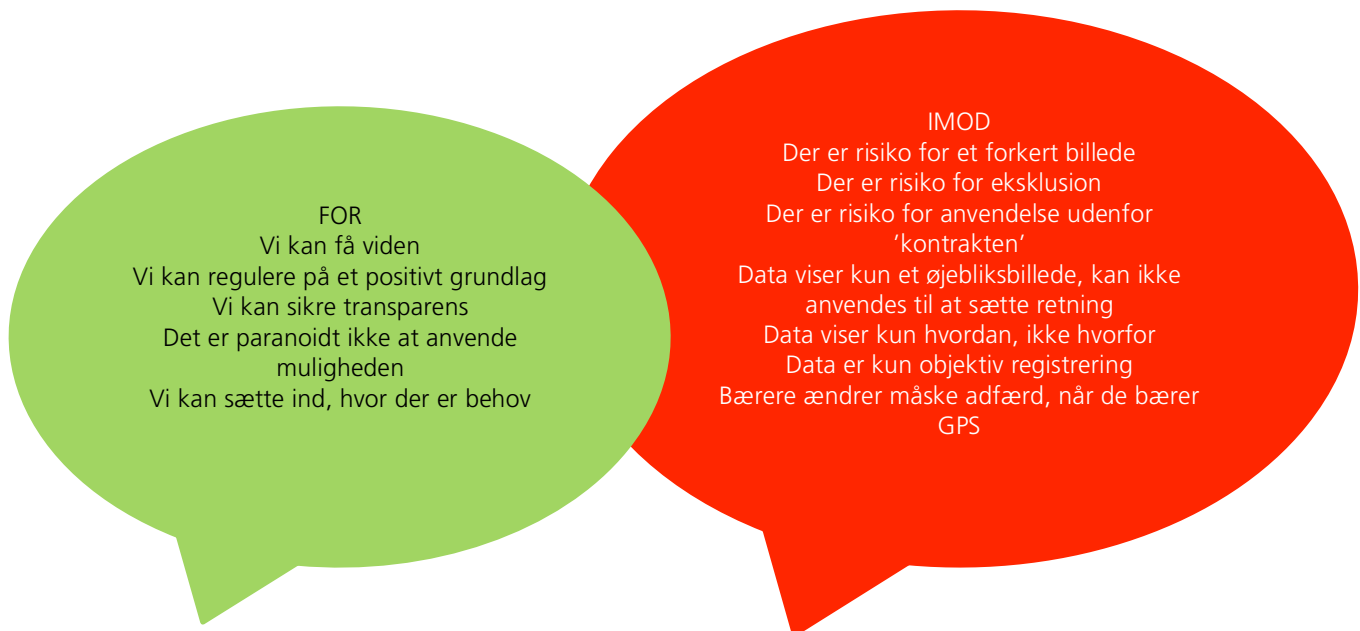 FOR
Vi kan få viden
Vi kan regulere på et positivt grundlag
Vi kan sikre transparens
Det er paranoidt ikke at anvende
muligheden
Vi kan sætte ind, hvor der er behov
IMOD
Der er risiko for et forkert billede
Der er risiko for eksklusion
Der er risiko for anvendelse udenfor
‘kontrakten’
Data viser kun et øjebliksbillede, kan ikke
anvendes til at sætte retning
Data viser kun hvordan, ikke hvorfor
Data er kun objektiv registrering
Bærere ændrer måske adfærd, når de bærer
GPS